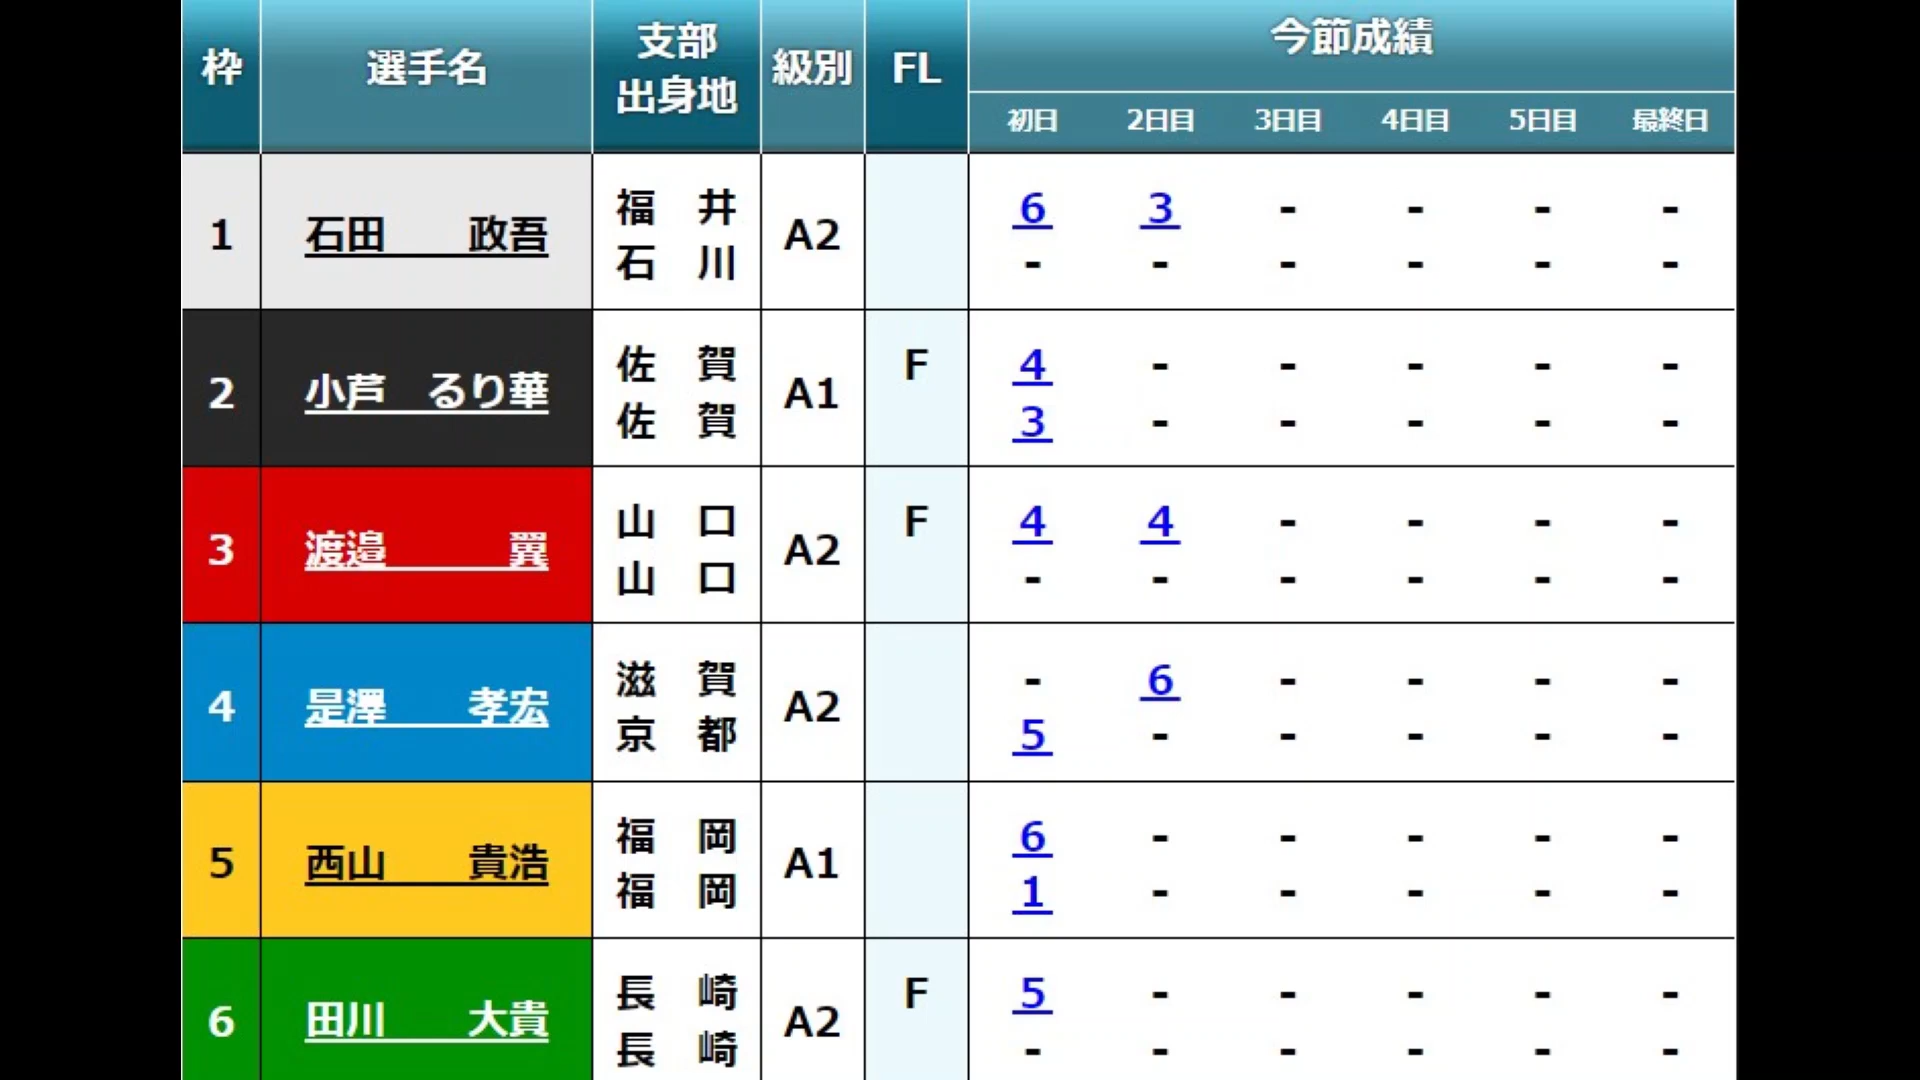 枠 選手名 支部 出身地 級別 FL 今節成績
初日 2日目 3日目 4日目 5日目 最終日
1 石田 政吾 福井 石川 A2
6 3 - - - -
- - - - - -
2 小芦 るり華 佐賀 佐賀 A1 F
4 - - - - -
3 - - - - -
3 渡邉 翼 山口 山口 A2 F
4 4 - - - -
- - - - - -
4 是澤 孝宏 滋賀 京都 A2
- 6 - - - -
5 - - - - -
5 西山 貴浩 福岡 福岡 A1
6 - - - - -
1 - - - - -
6 田川 大貴 長崎 長崎 A2 F
5 - - - - -
- - - - - -